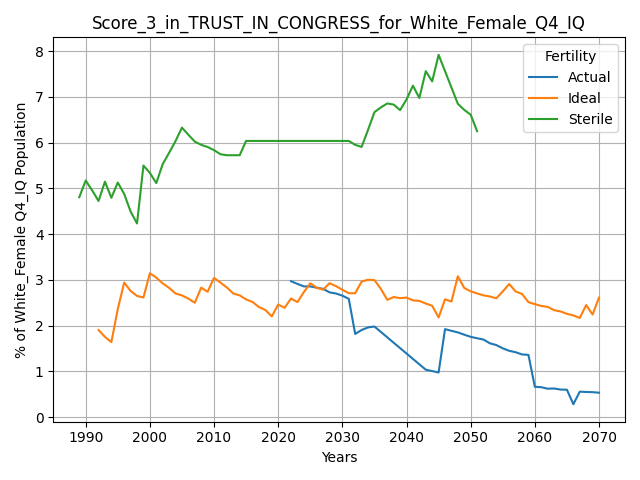 Score_3_in_TRUST_IN_CONGRESS_for_White_Female_Q4_IQ
% of White_Female Q4_IQ Population
8
7
6
5
4
3
2
1
0
Fertility
Actual
Ideal
Sterile
1990 2000 2010 2020 2030 2040 2050 2060 2070
Years